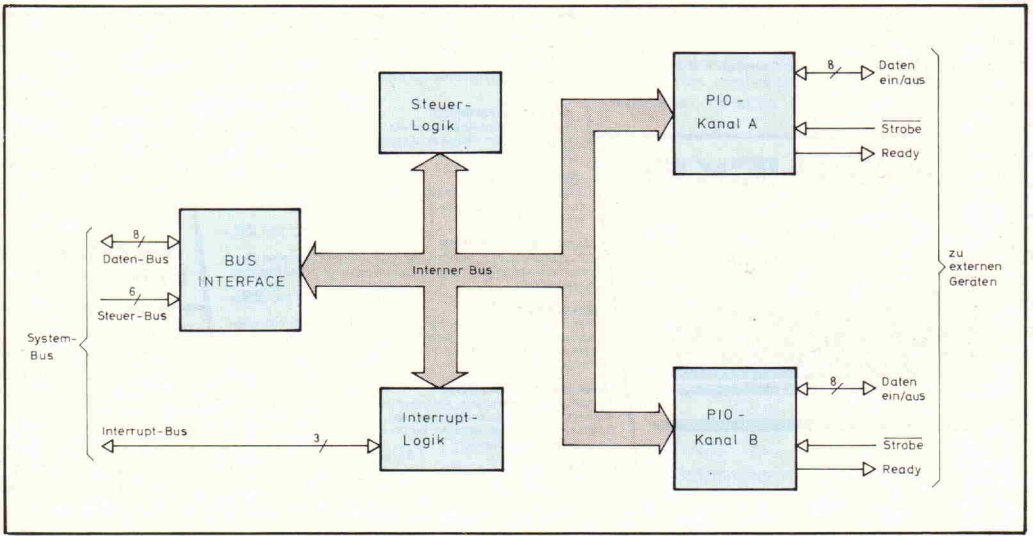 Steuer-
Logik
PIO -
Kanal A
8
Daten
ein/aus
Strobe
Ready
8
Daten-Bus
6
Steuer-Bus
BUS
INTERFACE
Interner Bus
zu
externen
Geraten
System-
Bus
Interrupt-Bus
3
Interrupt-
Logik
PIO -
Kanal B
8
Daten
ein/aus
Strobe
Ready